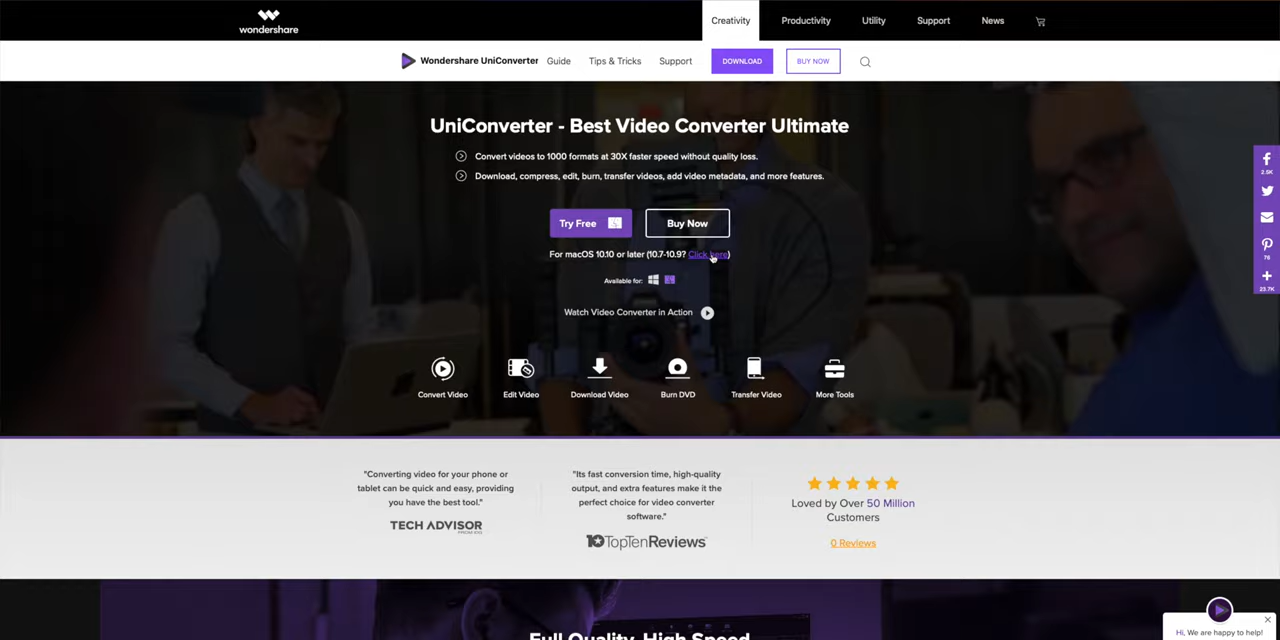 wondershare
Creativity
Productivity
Utility
Support
News
Wondershare UniConverter
Guide
Tips & Tricks
Support
DOWNLOAD
BUY NOW
UniConverter - Best Video Converter Ultimate
Convert videos to 1000 formats at 30X faster speed without quality loss.
Download, compress, edit, burn, transfer videos, add video metadata, and more features.
Try Free
Buy Now
For macOS 10.10 or later (10.7-10.9? Click here)
Available for:
Watch Video Converter in Action
Convert Video
Edit Video
Download Video
Burn DVD
Transfer Video
More Tools
2.5K
76
23.7K
"Converting video for your phone or
tablet can be quick and easy, providing
you have the best tool."
TECH ADVISOR
"Its fast conversion time, high-quality
output, and extra features make it the
perfect choice for video converter
software."
TopTenReviews
Loved by Over 50 Million
Customers
0 Reviews
Full Quality, High Speed
Hi, We are happy to help!